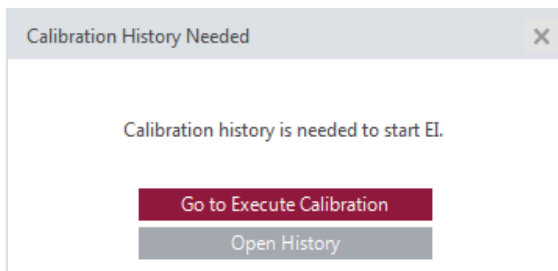 Calibration History Needed
Calibration history is needed to start EI.
Go to Execute Calibration
Open History